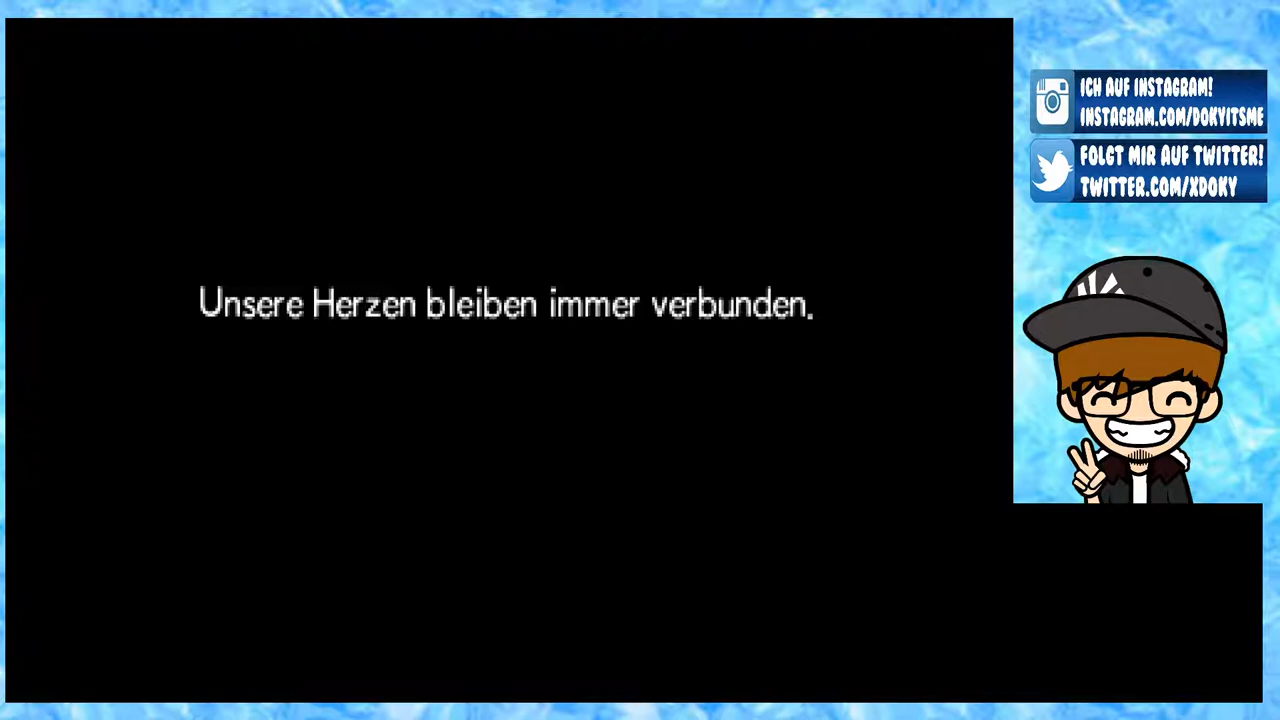 Unsere Herzen bleiben immer verbunden.
ICH AUF INSTAGRAM!
INSTAGRAM.COM/DOKYITSME
FOLGT MIR AUF TWITTER!
TWITTER.COM/XDOKY